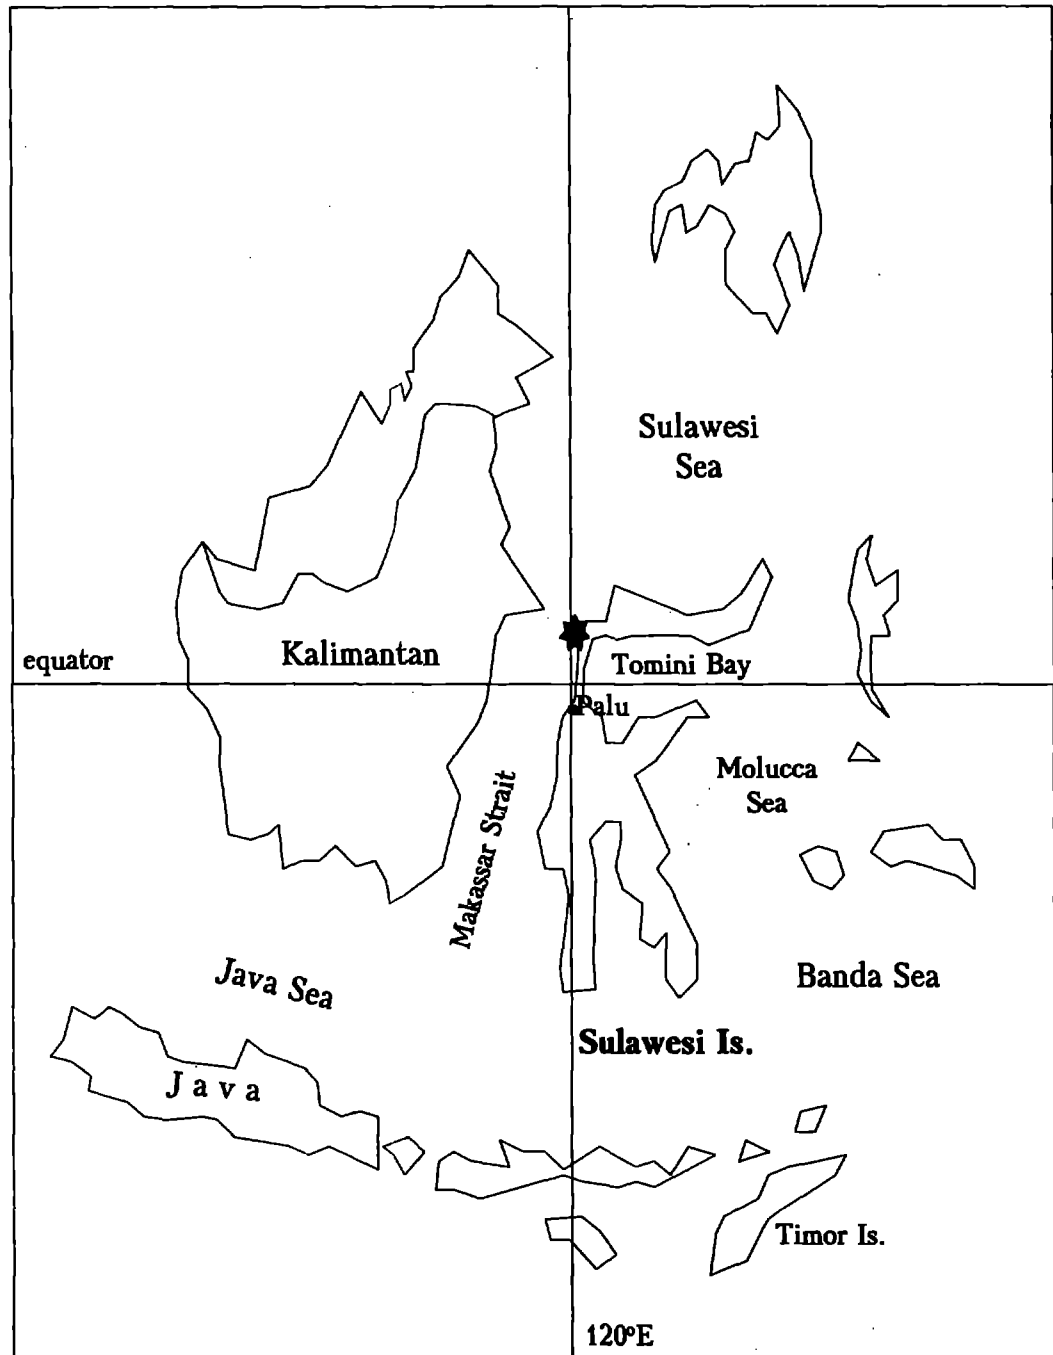 Sulawesi
Sea
equator
Kalimantan
Tomini Bay
Palu
Molucca
Sea
Makassar Strait
Java Sea
Banda Sea
Sulawesi Is.
Java
Timor Is.
120°E